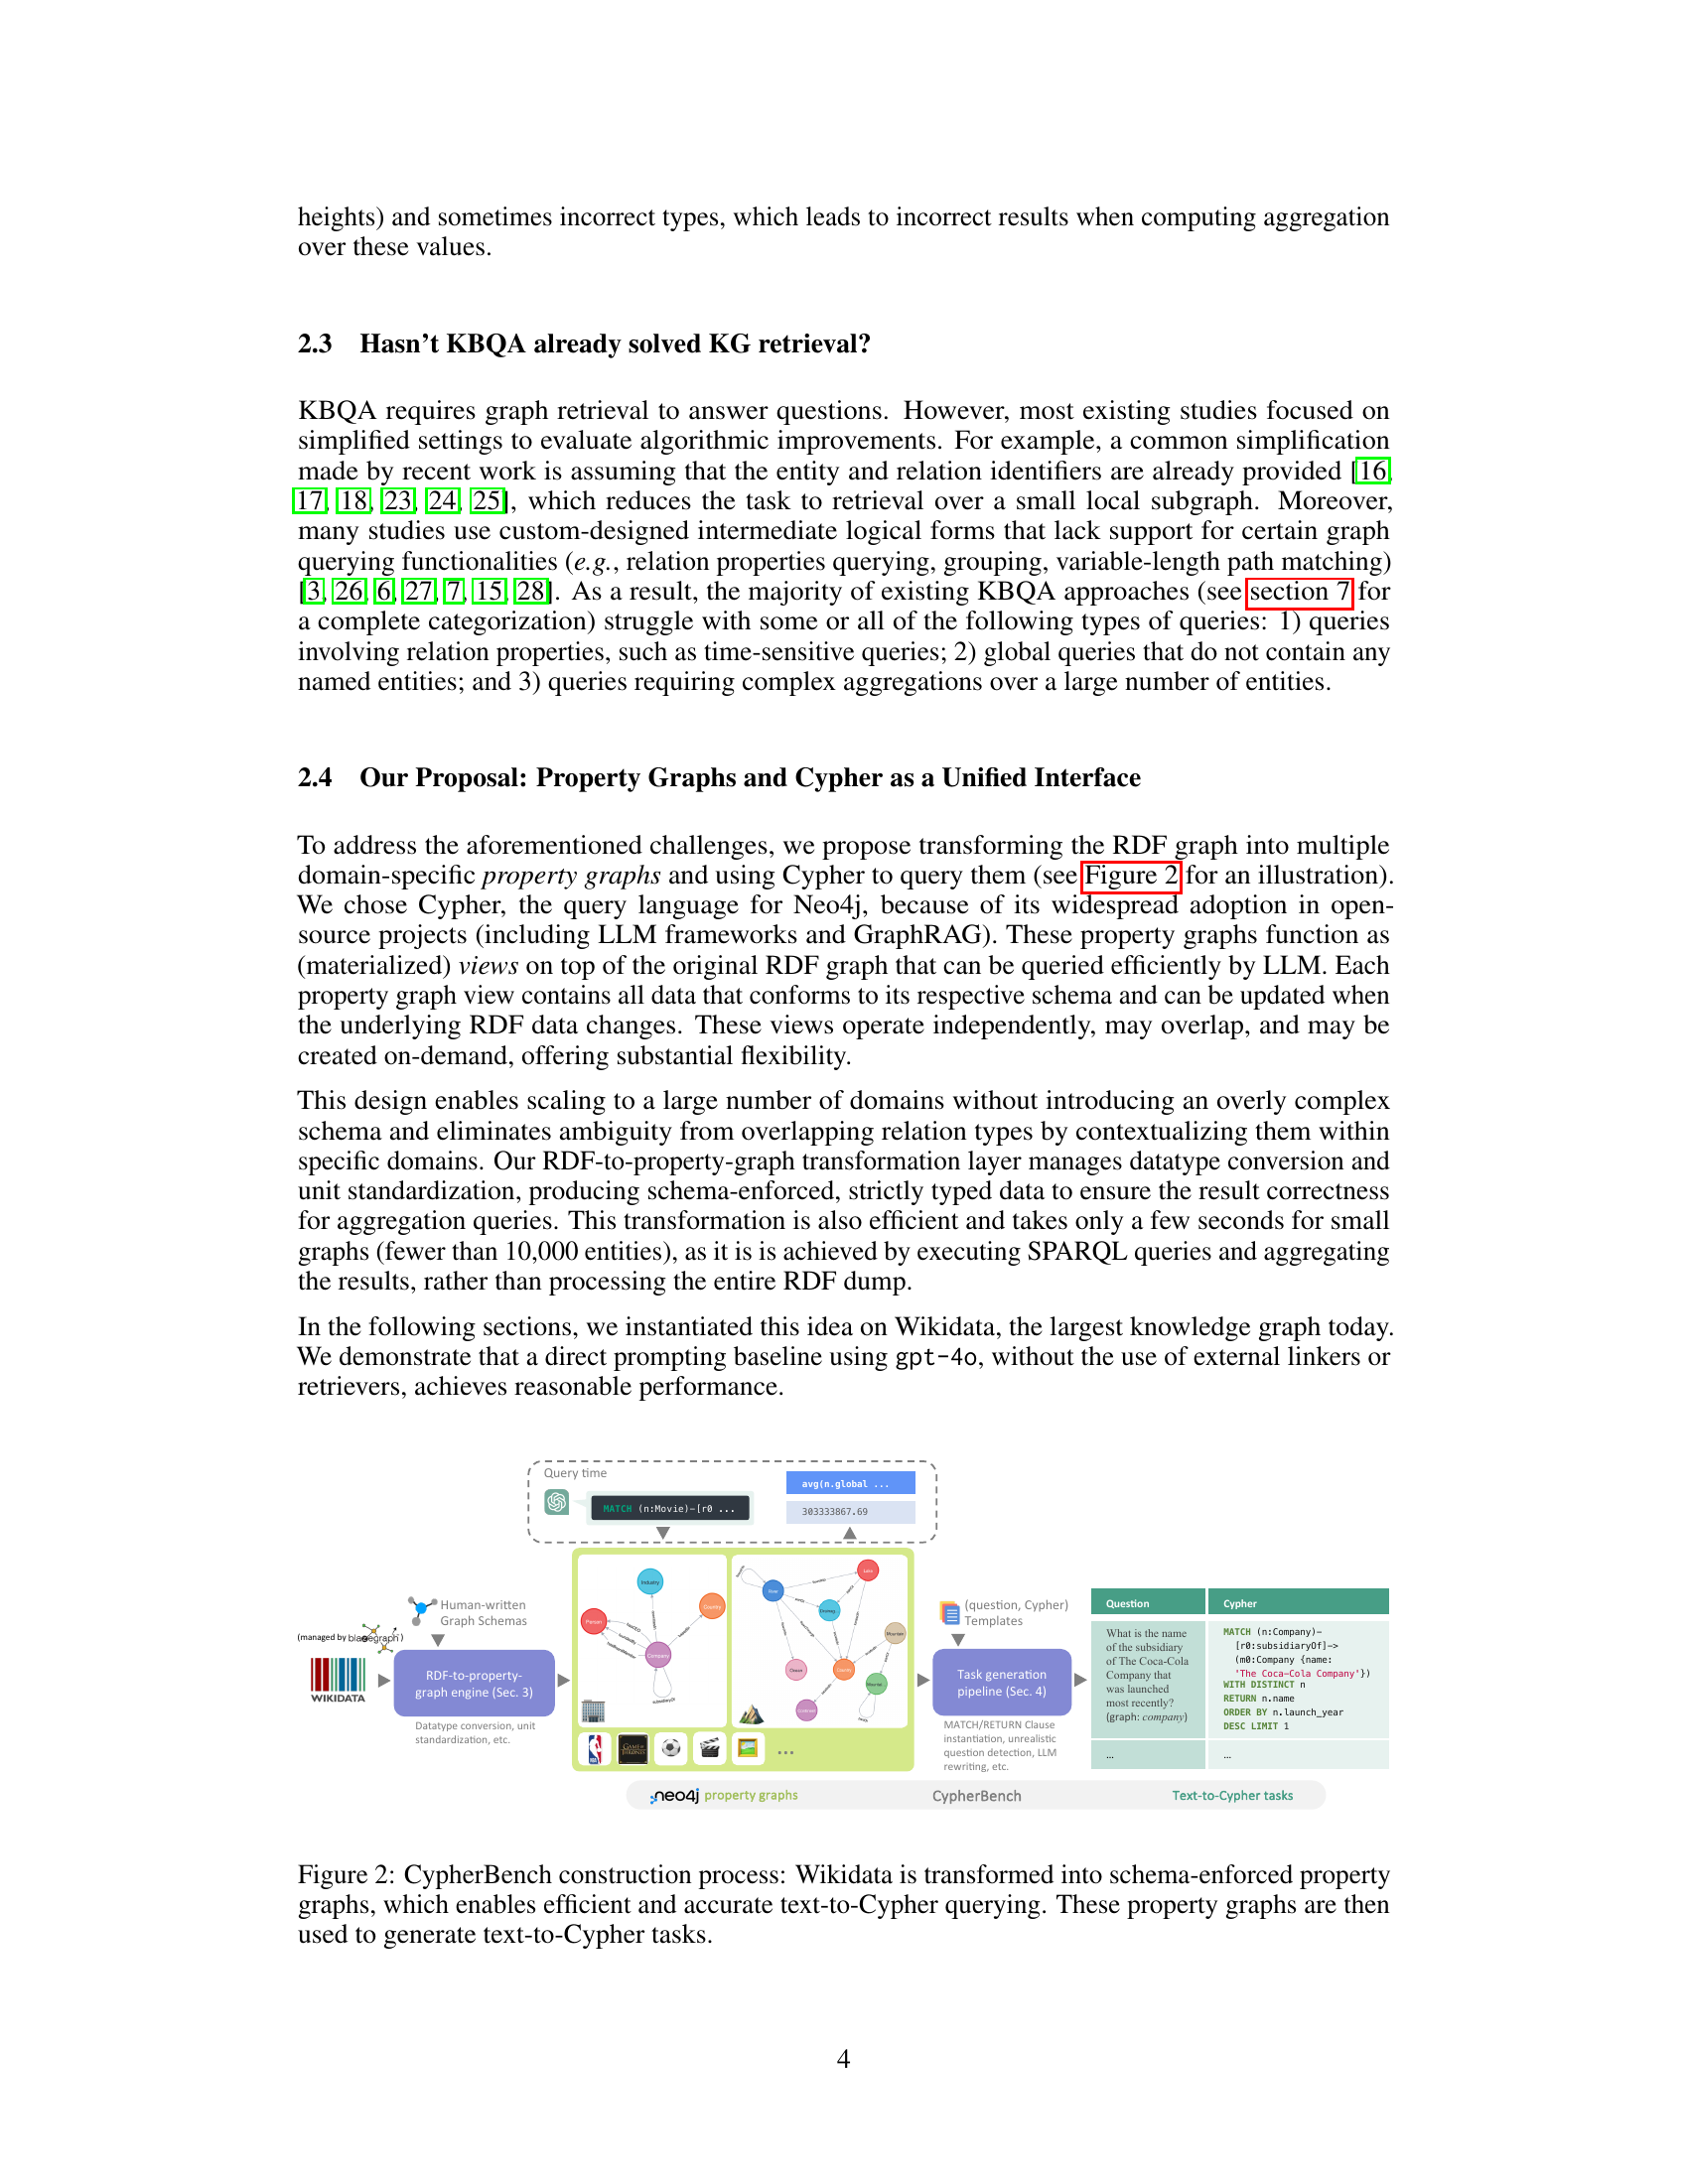 heights) and sometimes incorrect types, which leads to incorrect results when computing aggregation
over these values.
2.3 Hasn't KBQA already solved KG retrieval?
KBQA requires graph retrieval to answer questions. However, most existing studies focused on
simplified settings to evaluate algorithmic improvements. For example, a common simplification
made by recent work is assuming that the entity and relation identifiers are already provided [16,
17, 18, 23, 24, 25], which reduces the task to retrieval over a small local subgraph. Moreover,
many studies use custom-designed intermediate logical forms that lack support for certain graph
querying functionalities (e.g., relation properties querying, grouping, variable-length path matching)
[3, 26, 6, 27, 7, 15, 28]. As a result, the majority of existing KBQA approaches (see section 7 for
a complete categorization) struggle with some or all of the following types of queries: 1) queries
involving relation properties, such as time-sensitive queries; 2) global queries that do not contain any
named entities; and 3) queries requiring complex aggregations over a large number of entities.
2.4 Our Proposal: Property Graphs and Cypher as a Unified Interface
To address the aforementioned challenges, we propose transforming the RDF graph into multiple
domain-specific property graphs and using Cypher to query them (see Figure 2 for an illustration).
We chose Cypher, the query language for Neo4j, because of its widespread adoption in open-
source projects (including LLM frameworks and GraphRAG). These property graphs function as
(materialized) views on top of the original RDF graph that can be queried efficiently by LLM. Each
property graph view contains all data that conforms to its respective schema and can be updated when
the underlying RDF data changes. These views operate independently, may overlap, and may be
created on-demand, offering substantial flexibility.
This design enables scaling to a large number of domains without introducing an overly complex
schema and eliminates ambiguity from overlapping relation types by contextualizing them within
specific domains. Our RDF-to-property-graph transformation layer manages datatype conversion and
unit standardization, producing schema-enforced, strictly typed data to ensure the result correctness
for aggregation queries. This transformation is also efficient and takes only a few seconds for small
graphs (fewer than 10,000 entities), as it is is achieved by executing SPARQL queries and aggregating
the results, rather than processing the entire RDF dump.
In the following sections, we instantiated this idea on Wikidata, the largest knowledge graph today.
We demonstrate that a direct prompting baseline using gpt-4o, without the use of external linkers or
retrievers, achieves reasonable performance.
Query time
MATCH (n:Movie)-[r0 ...
avg(n.global ...
303333867.69
Human-written
Graph Schemas
(managed by blazegraph)
WIKIDATA
RDF-to-property-
graph engine (Sec. 3)
Datatype conversion, unit
standardization, etc.
Industry
Person
Country
Company
...
(question, Cypher)
Templates
Task generation
pipeline (Sec. 4)
MATCH/RETURN Clause
instantiation, unrealistic
question detection, LLM
rewriting, etc.
Question
What is the name
of the subsidiary
of The Coca-Cola
Company that
was launched
most recently?
(graph: company)
...
Cypher
MATCH (n:Company)-
[r0:subsidiaryOf]->
(m0:Company {name:
'The Coca-Cola Company'})
WITH DISTINCT n
RETURN n.name
ORDER BY n.launch_year
DESC LIMIT 1
...
neo4j property graphs
CypherBench
Text-to-Cypher tasks
Figure 2: CypherBench construction process: Wikidata is transformed into schema-enforced property
graphs, which enables efficient and accurate text-to-Cypher querying. These property graphs are then
used to generate text-to-Cypher tasks.
4